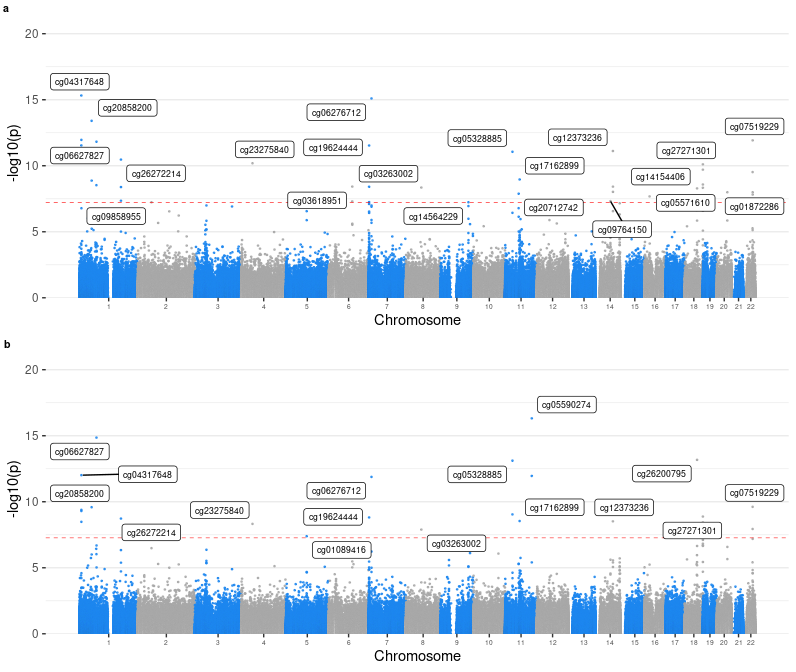 a
20
cg04317648
15
cg20858200
cg06276712
cg07519229
cg05328885
cg12373236
cg06627827
cg23275840
cg19624444
cg27271301
10
cg26272214
cg03263002
cg17162899
cg14154406
cg03618951
cg09858955
cg14564229
cg20712742
cg05571610
cg01872286
cg09764150
5
0
-log10(p)
1 2 3 4 5 6 7 8 9 10 11 12 13 14 15 16 17 18 19 20 21 22
Chromosome
b
20
cg05590274
15
cg06627827
cg04317648
cg05328885
cg26200795
cg20858200
cg06276712
cg07519229
10
cg23275840
cg19624444
cg17162899
cg12373236
cg26272214
cg27271301
cg01089416
cg03263002
5
0
-log10(p)
1 2 3 4 5 6 7 8 9 10 11 12 13 14 15 16 17 18 19 20 21 22
Chromosome